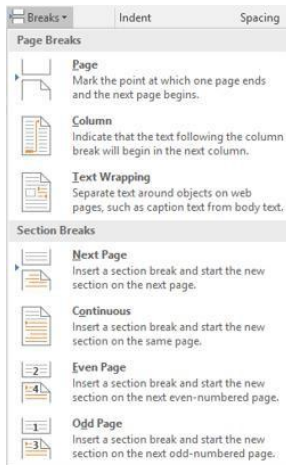 Breaks Indent Spacing
Page Breaks
Page
Mark the point at which one page ends
and the next page begins.
Column
Indicate that the text following the column
break will begin in the next column.
Text Wrapping
Separate text around objects on web
pages, such as caption text from body text.
Section Breaks
Next Page
Insert a section break and start the new
section on the next page.
Continuous
Insert a section break and start the new
section on the same page.
2
4
Even Page
Insert a section break and start the new
section on the next even-numbered page.
1
3
Odd Page
Insert a section break and start the new
section on the next odd-numbered page.